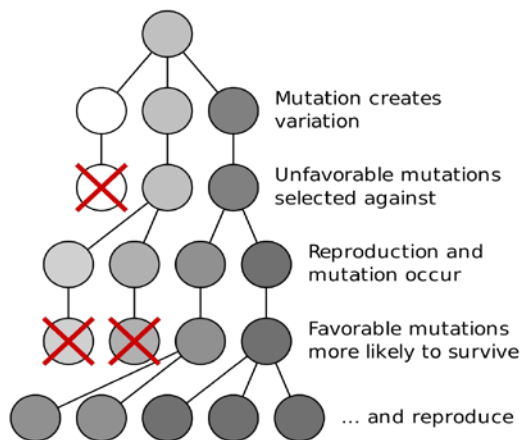 Mutation creates
variation
Unfavorable mutations
selected against
Reproduction and
mutation occur
Favorable mutations
more likely to survive
... and reproduce